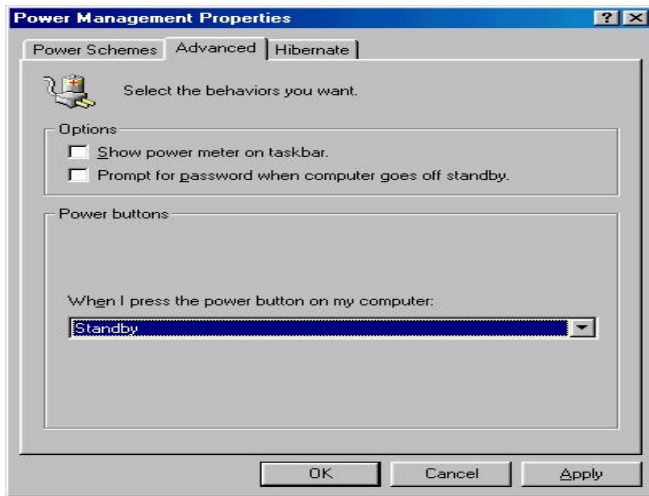 Power Management Properties
Power Schemes Advanced Hibernate
Select the behaviors you want.
Options
Show power meter on taskbar.
Prompt for password when computer goes off standby.
Power buttons
When I press the power button on my computer:
Standby
OK Cancel Apply